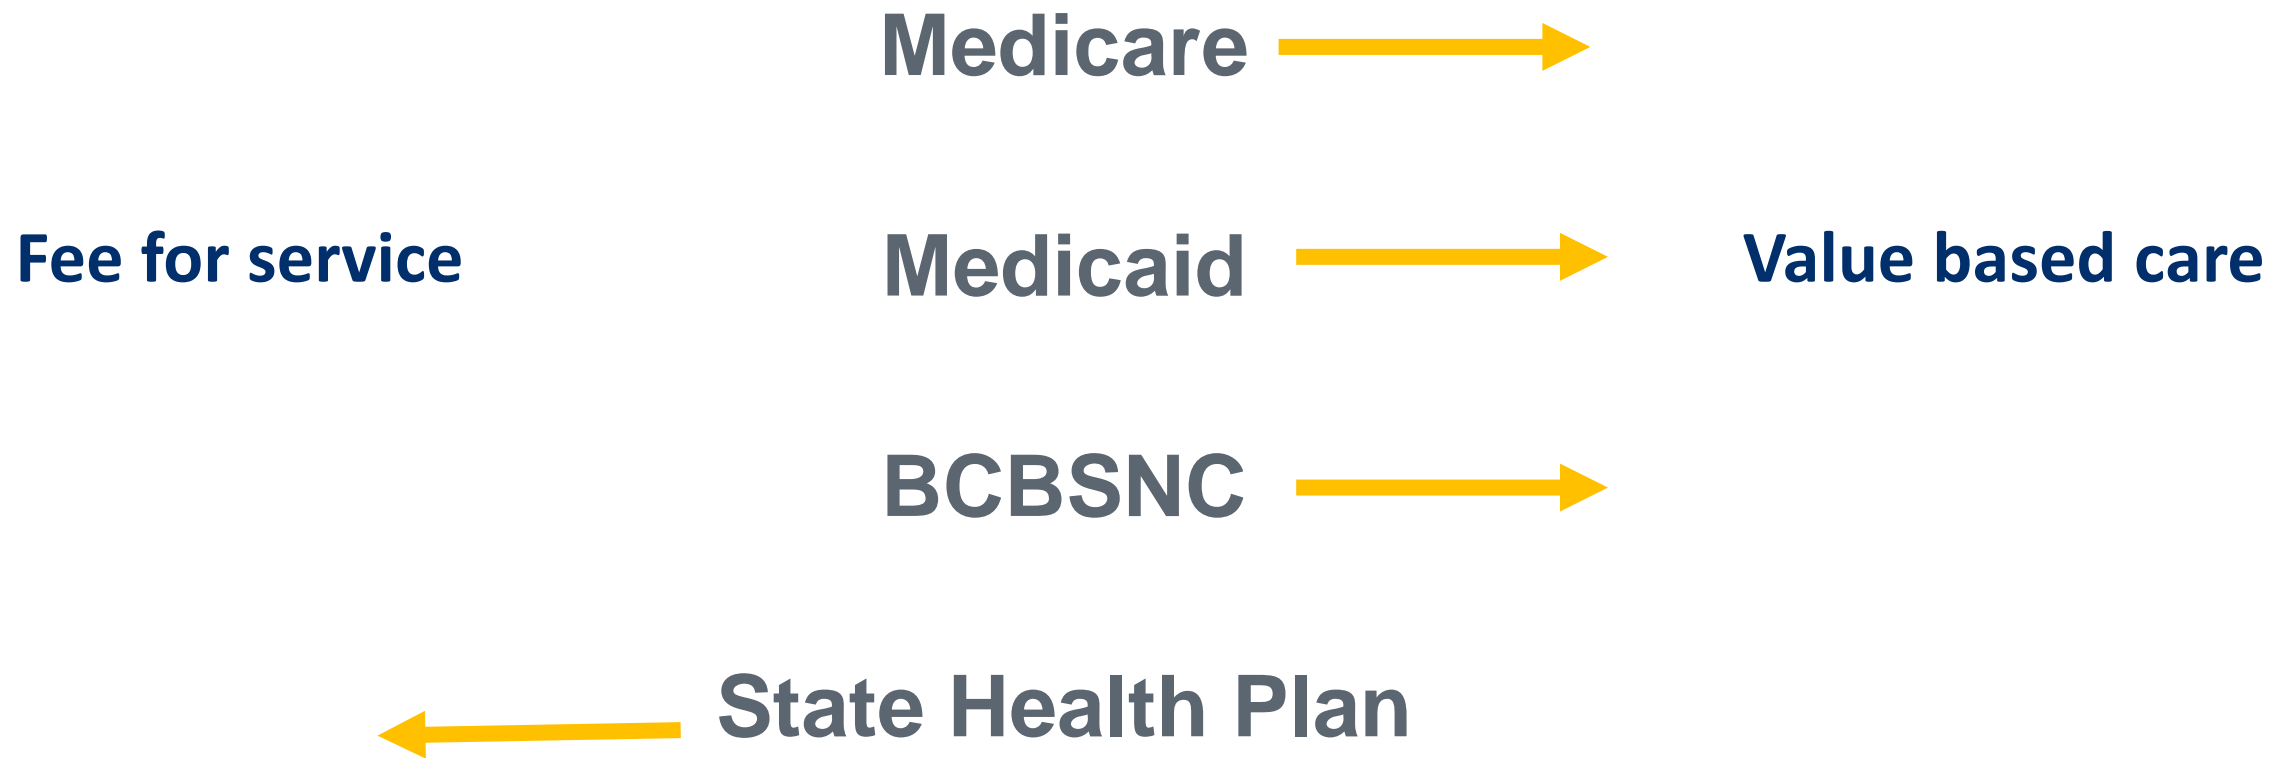 Medicare
Fee for service
Medicaid
Value based care
BCBSNC
State Health Plan